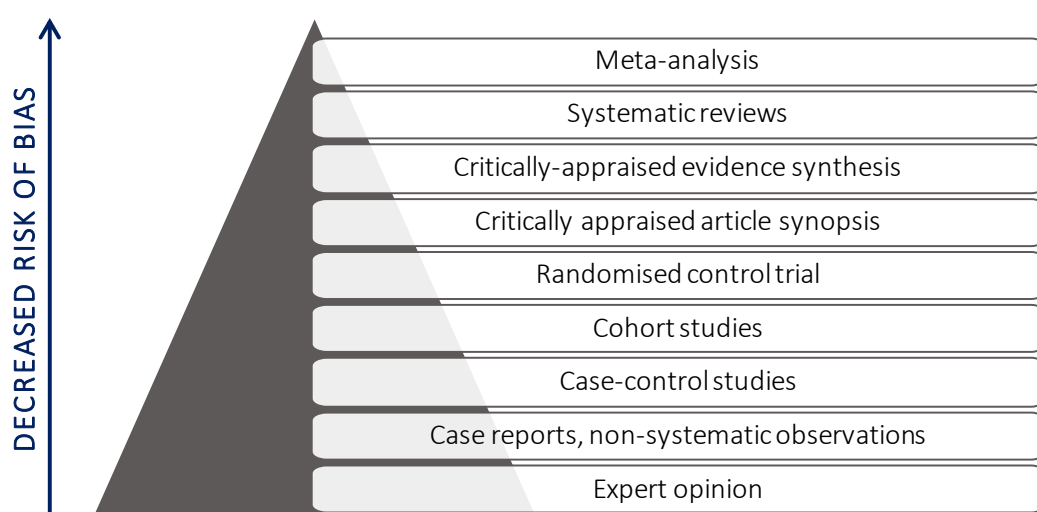 DECREASED RISK OF BIAS
Meta-analysis
Systematic reviews
Critically-appraised evidence synthesis
Critically appraised article synopsis
Randomised control trial
Cohort studies
Case-control studies
Case reports, non-systematic observations
Expert opinion